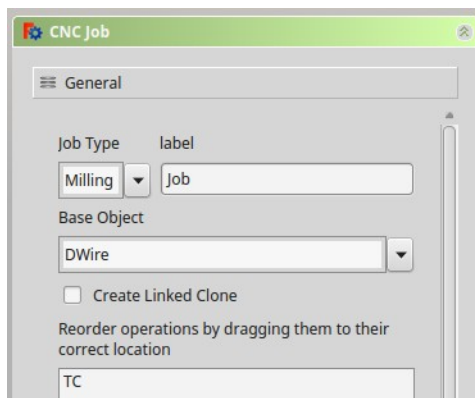 CNC Job
General
Job Type label
Milling Job
Base Object
DWire
Create Linked Clone
Reorder operations by dragging them to their
correct location
TC